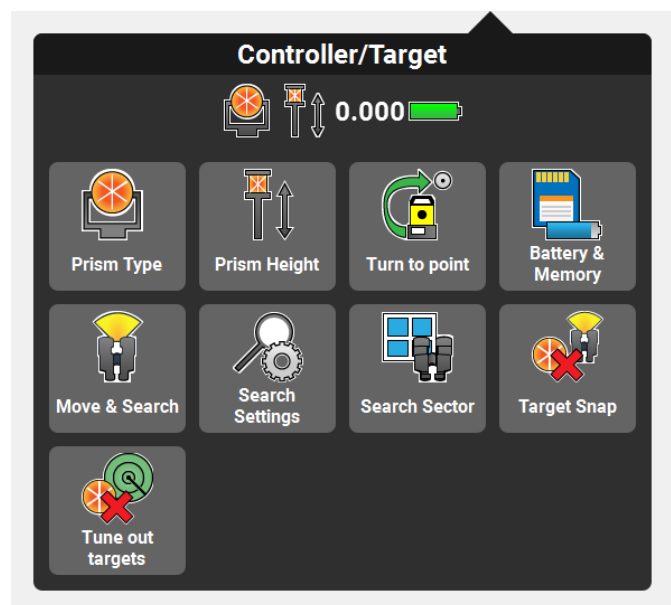 Controller/Target
0.000
Prism Type
Prism Height
Turn to point
Battery &
Memory
Move & Search
Search
Settings
Search Sector
Target Snap
Tune out
targets